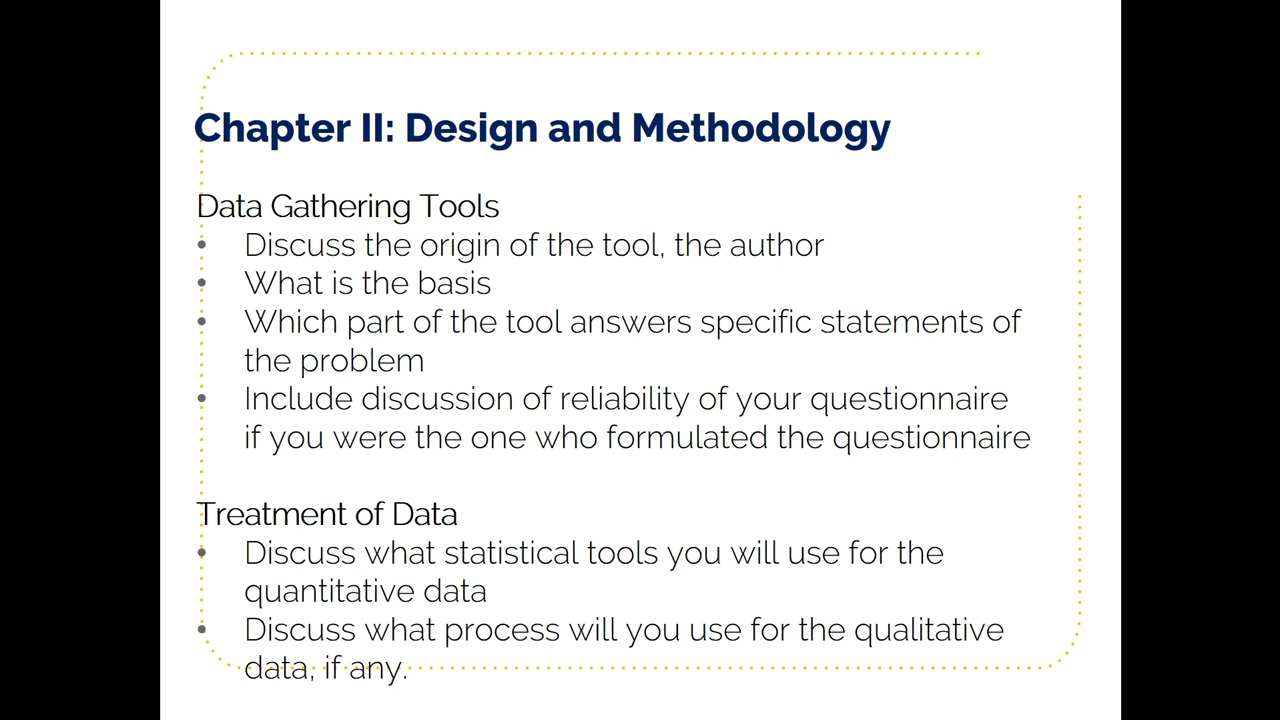 Chapter II: Design and Methodology
Data Gathering Tools
• Discuss the origin of the tool, the author
• What is the basis
• Which part of the tool answers specific statements of
the problem
• Include discussion of reliability of your questionnaire
if you were the one who formulated the questionnaire
Treatment of Data
• Discuss what statistical tools you will use for the
quantitative data
• Discuss what process will you use for the qualitative
data, if any.